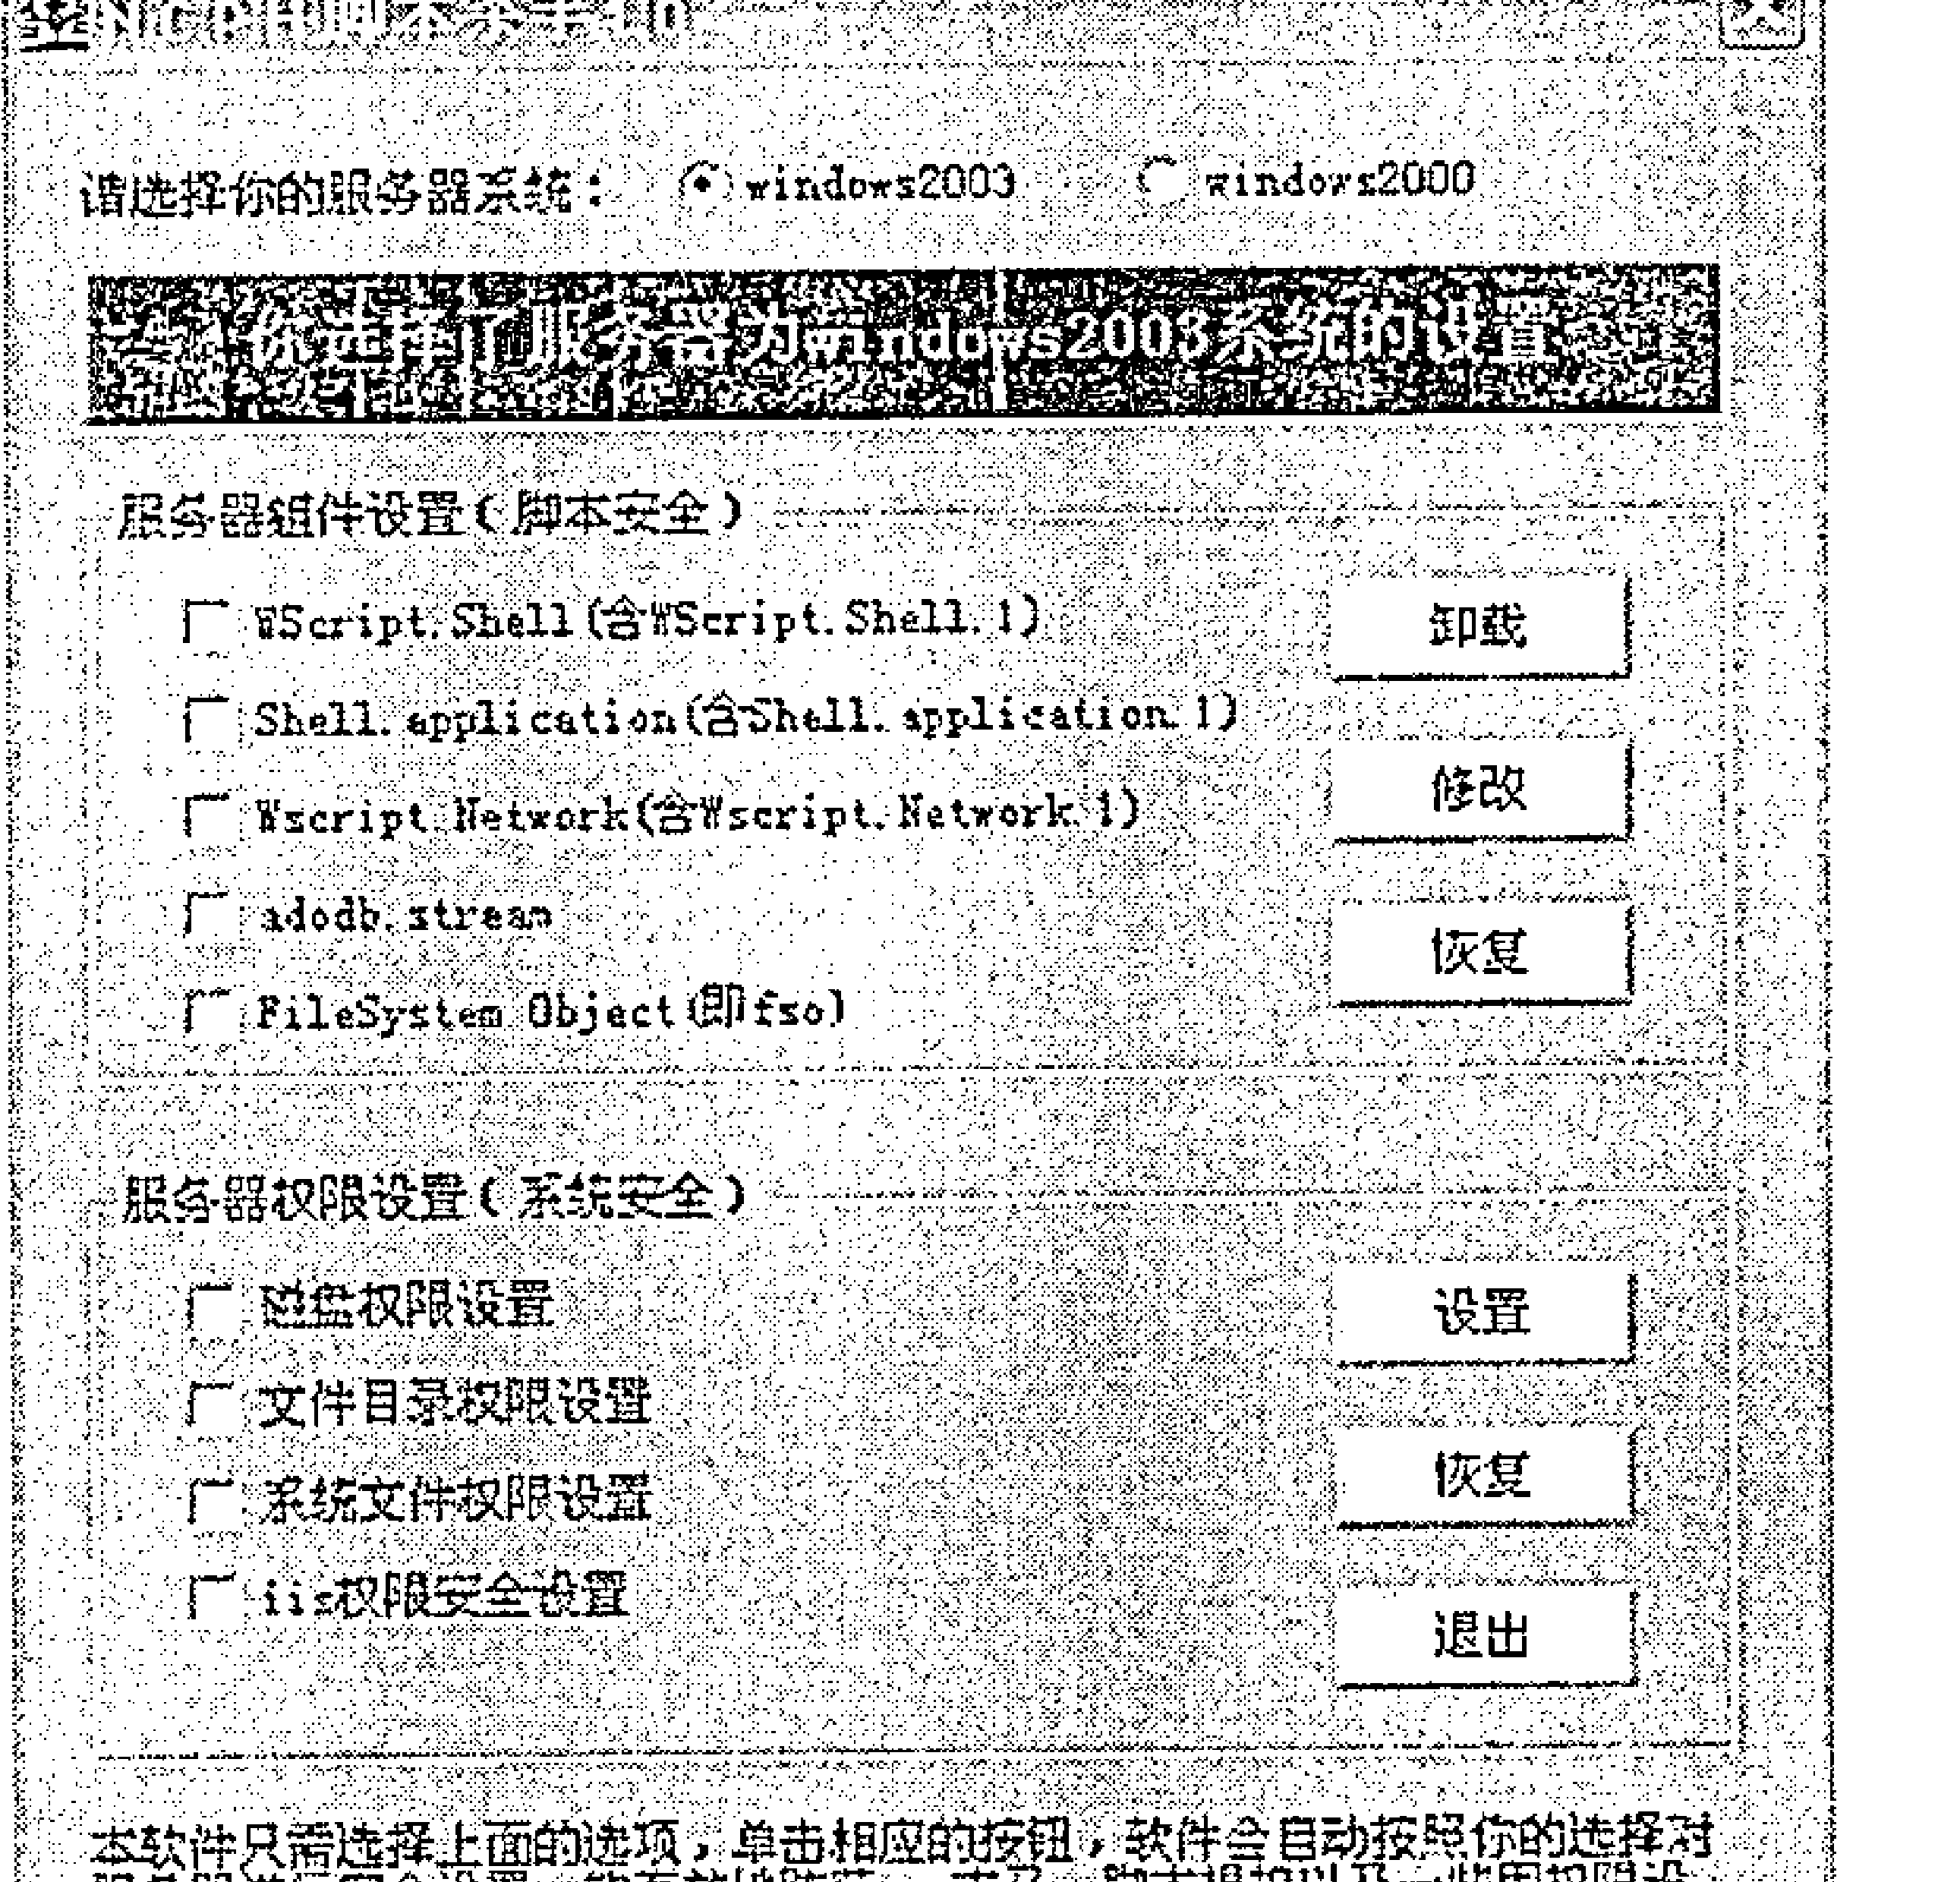 请选择你的服务器系统： windows2003 windows2000
你选择了服务器为windows2003系统的设置
服务器组件设置(脚本安全)
WScript.Shell(含WScript.Shell.1)
卸载
Shell.application(含Shell.application.1)
修改
Wscript.Network(含Wscript.Network.1)
adodb.stream
恢复
FileSystem Object(即fso)
服务器权限设置(系统安全)
磁盘权限设置
设置
文件目录权限设置
恢复
系统文件权限设置
iis权限安全设置
退出
本软件只需选择上面的选项，单击相应的按钮，软件会自动按照你的选择对